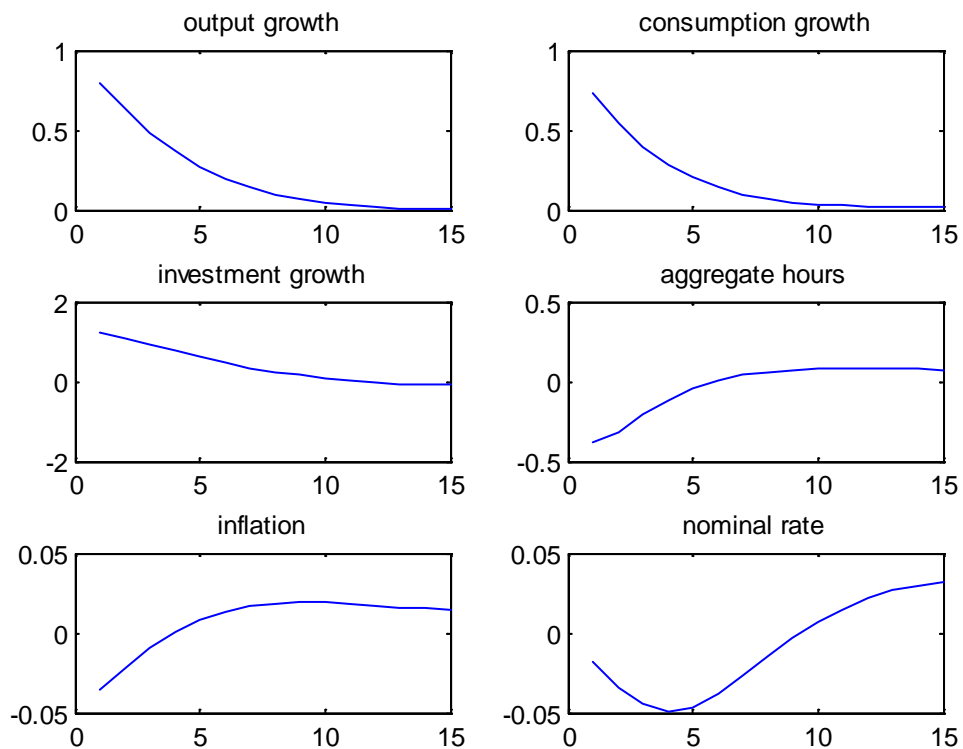 output growth
1
0.5
0
0 5 10 15
consumption growth
1
0.5
0
0 5 10 15
investment growth
2
0
-2
0 5 10 15
aggregate hours
0.5
0
-0.5
0 5 10 15
inflation
0.05
0
-0.05
0 5 10 15
nominal rate
0.05
0
-0.05
0 5 10 15